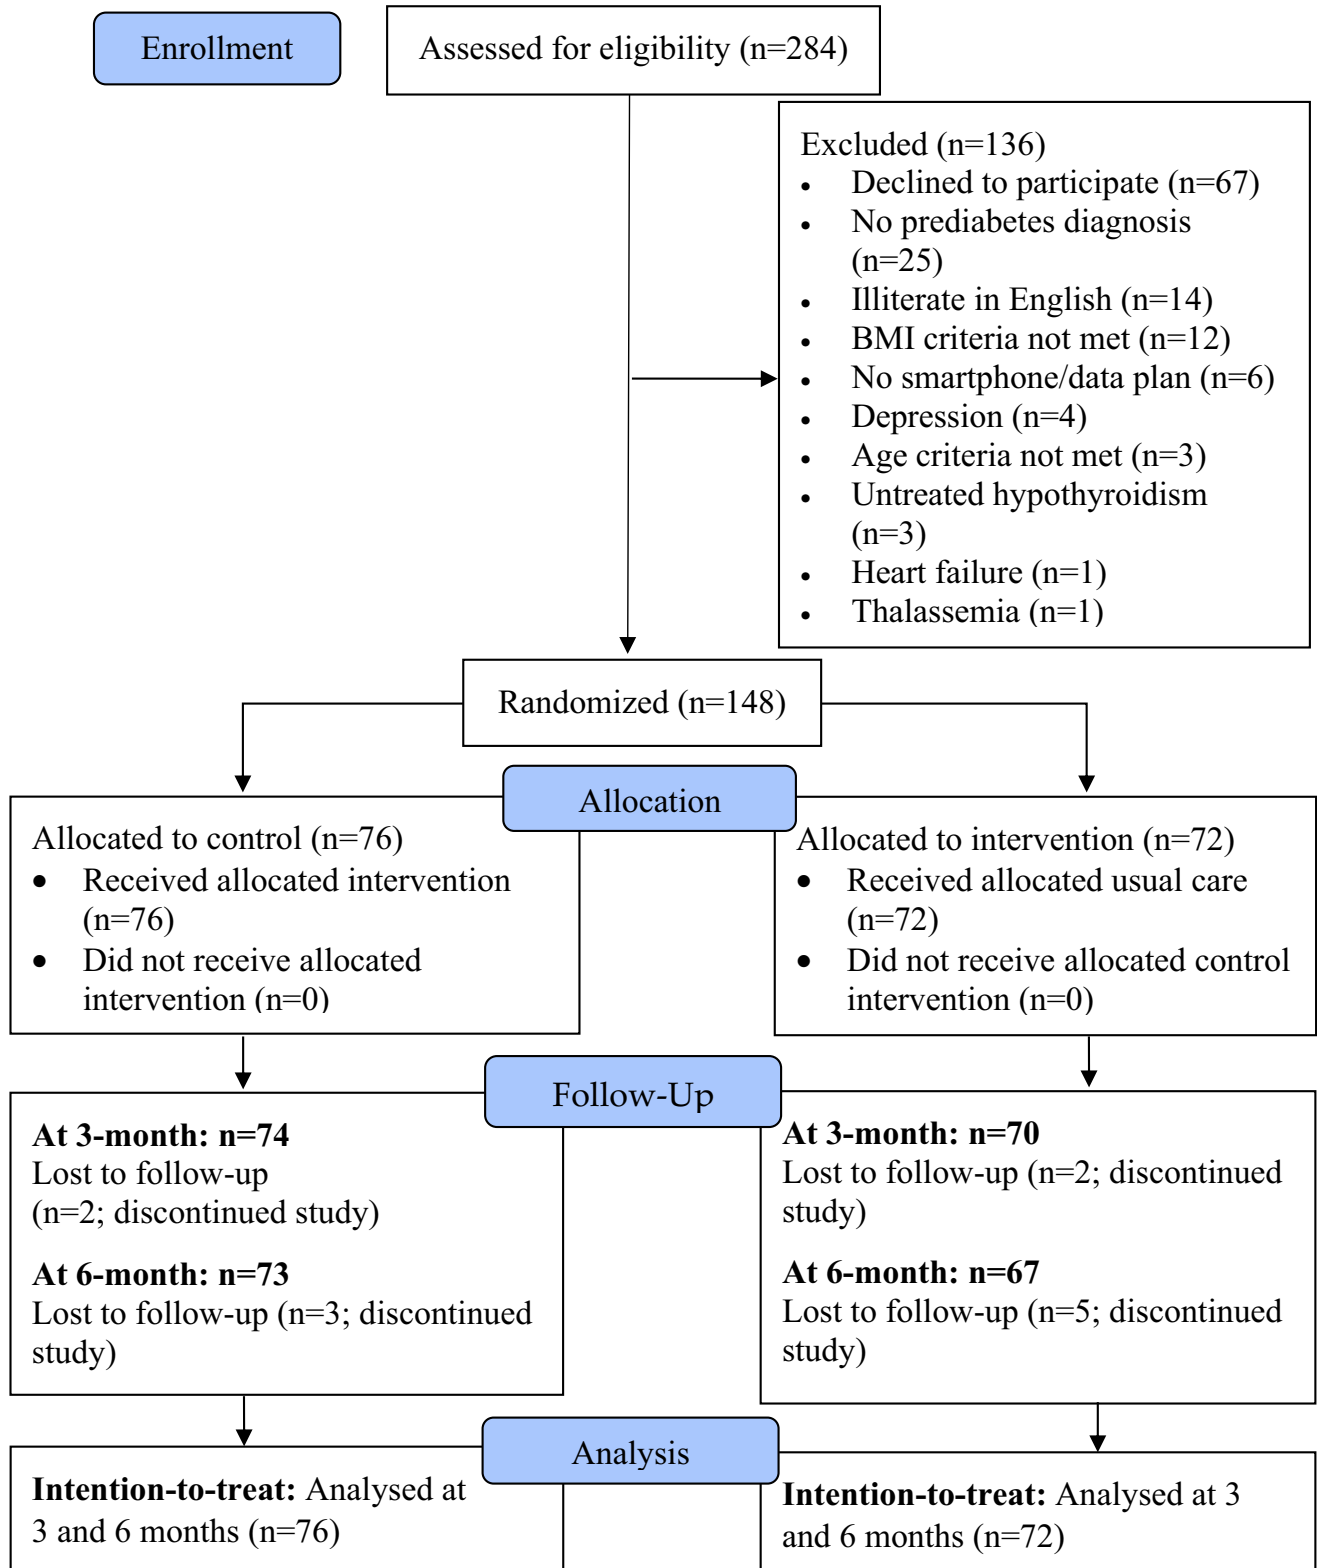 Enrollment
Assessed for eligibility (n=284)
Excluded (n=136)
• Declined to participate (n=67)
• No prediabetes diagnosis
(n=25)
• Illiterate in English (n=14)
• BMI criteria not met (n=12)
• No smartphone/data plan (n=6)
• Depression (n=4)
• Age criteria not met (n=3)
• Untreated hypothyroidism
(n=3)
• Heart failure (n=1)
• Thalassemia (n=1)
Randomized (n=148)
Allocation
Allocated to control (n=76)
• Received allocated intervention
(n=76)
• Did not receive allocated
intervention (n=0)
Allocated to intervention (n=72)
• Received allocated usual care
(n=72)
• Did not receive allocated control
intervention (n=0)
Follow-Up
At 3-month: n=74
Lost to follow-up
(n=2; discontinued study)
At 6-month: n=73
Lost to follow-up (n=3; discontinued
study)
At 3-month: n=70
Lost to follow-up (n=2; discontinued
study)
At 6-month: n=67
Lost to follow-up (n=5; discontinued
study)
Analysis
Intention-to-treat: Analysed at
3 and 6 months (n=76)
Intention-to-treat: Analysed at 3
and 6 months (n=72)